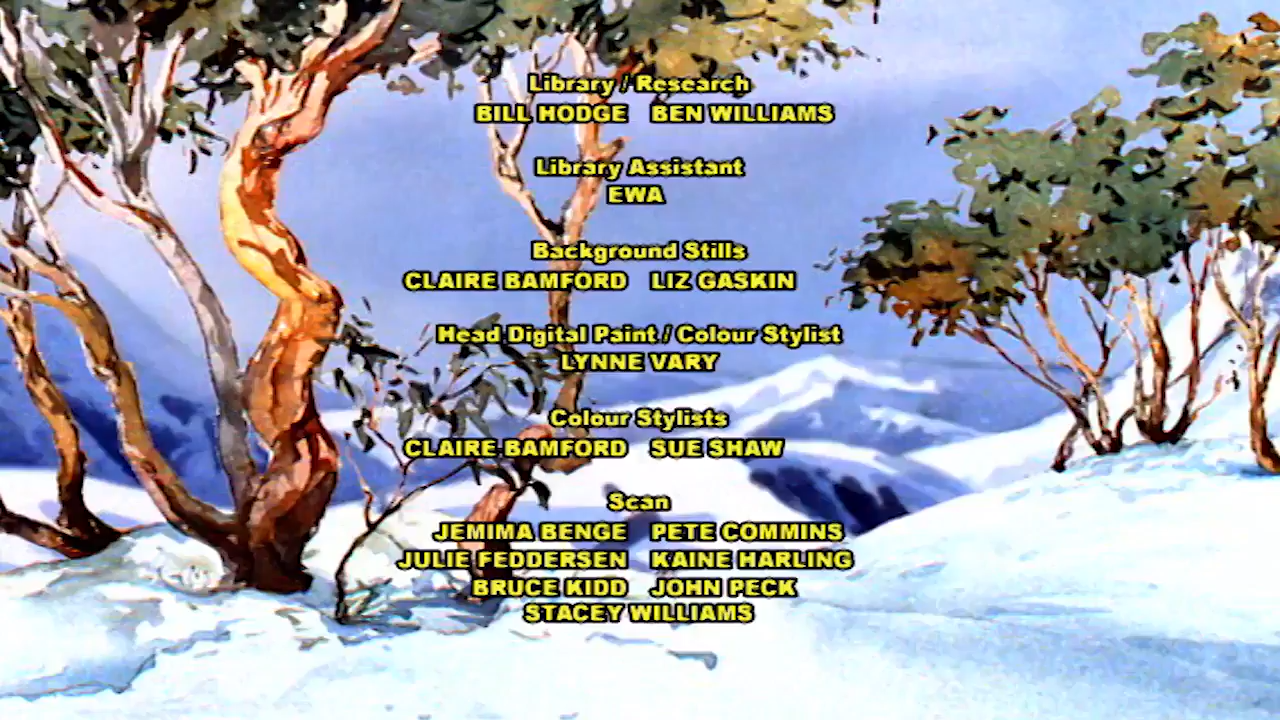 Library / Research
BILL HODGE BEN WILLIAMS
Library Assistant
EWA
Background Stills
CLAIRE BAMFORD LIZ GASKIN
Head Digital Paint / Colour Stylist
LYNNE VARY
Colour Stylists
CLAIRE BAMFORD SUE SHAW
Scan
JEMIMA BENGE PETE COMMINS
JULIE FEDDERSEN KAINE HARLING
BRUCE KIDD JOHN PECK
STACEY WILLIAMS